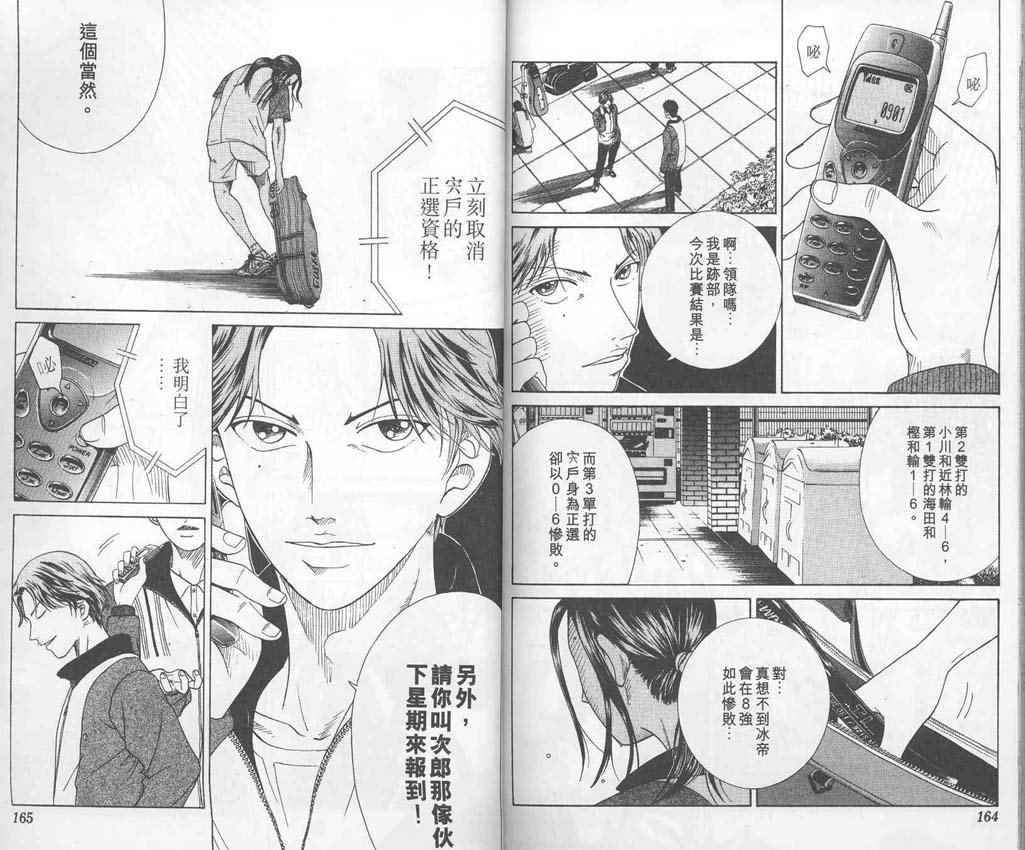 嗶
嗶
0901
啊…領隊嗎…
我是跡部，
今次比賽結果是…
第2雙打的
小川和近林輸4—6，
第1雙打的海田和
樫和輸1—6。
而第3單打的
宍戶身為正選
卻以0—6慘敗。
對…
真想不到冰帝
會在8強
如此慘敗…
164
立刻取消
宍戶的
正選資格！
這個當然。
我明白了
……
嗶
POWER
另外，
請你叫次郎那傢伙
下星期來報到！
165